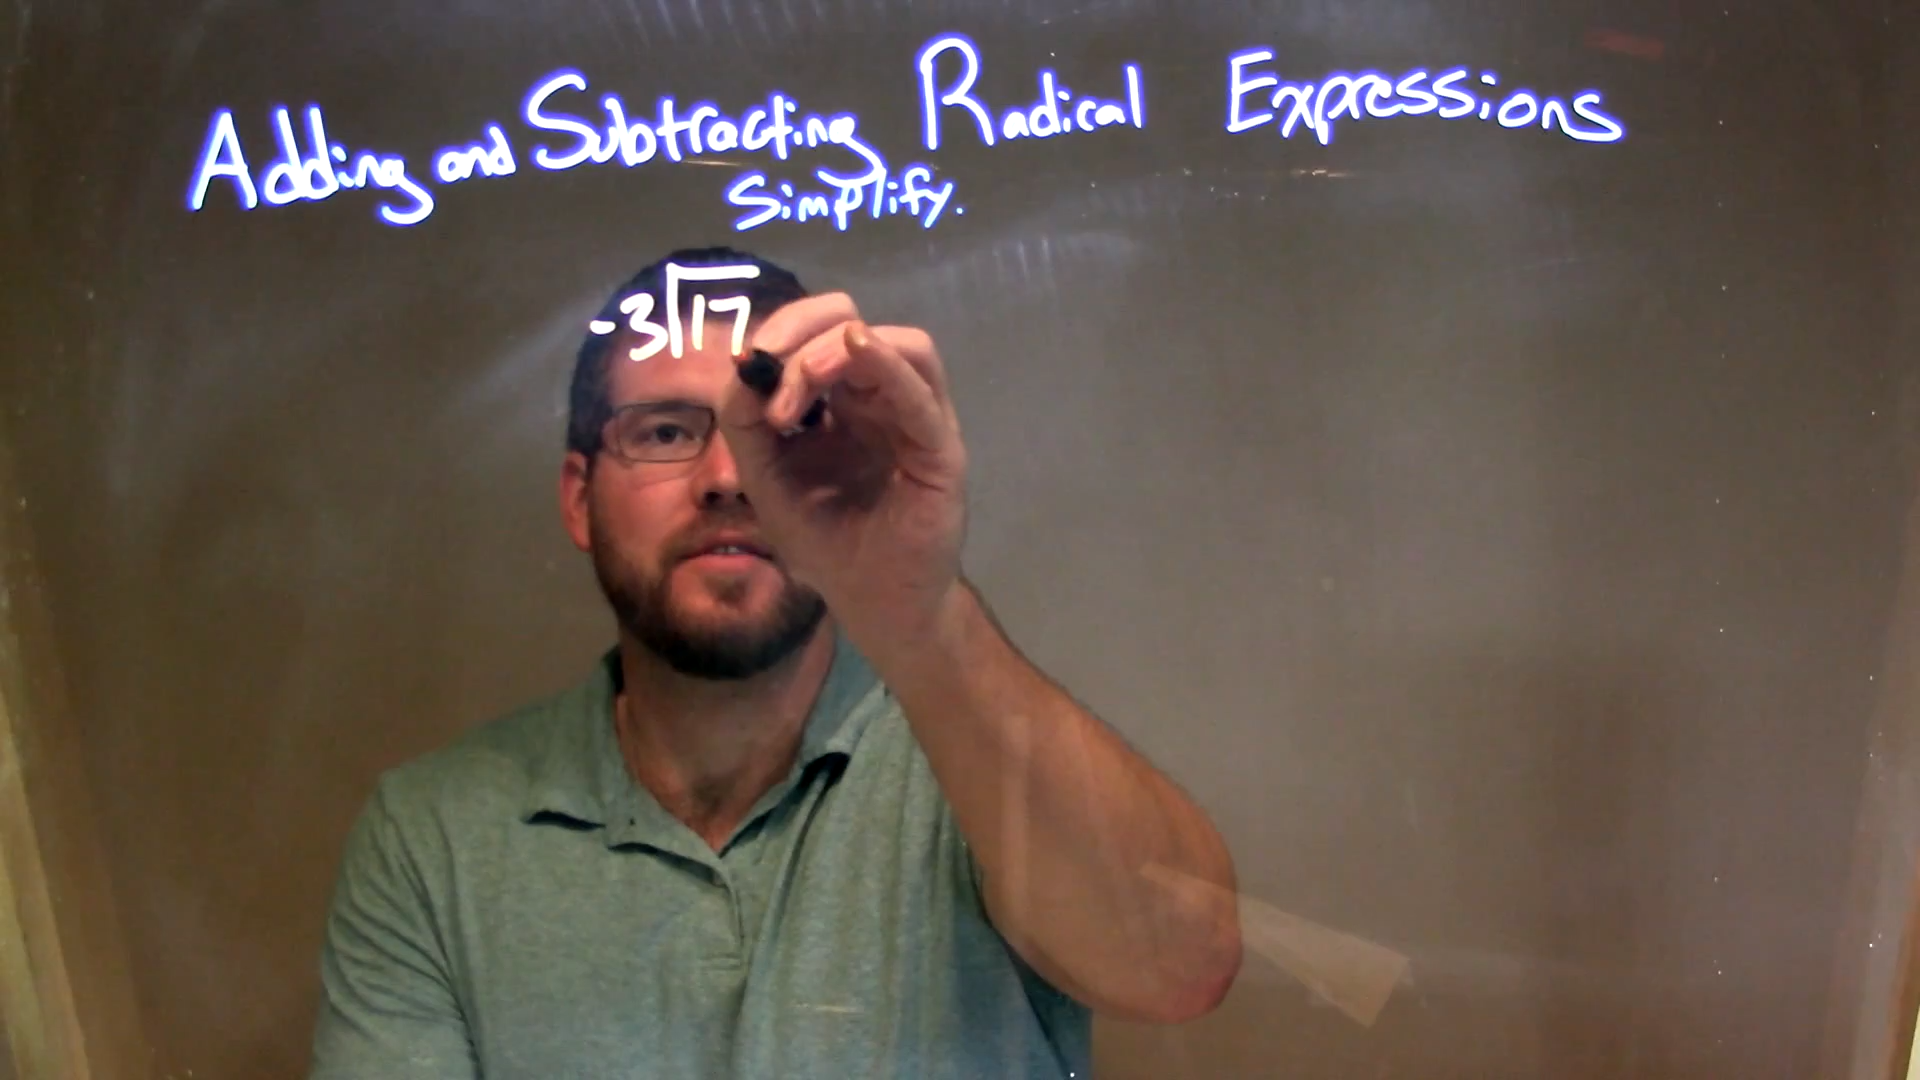 Adding and Subtracting Radical Expressions
Simplify.
-3√17